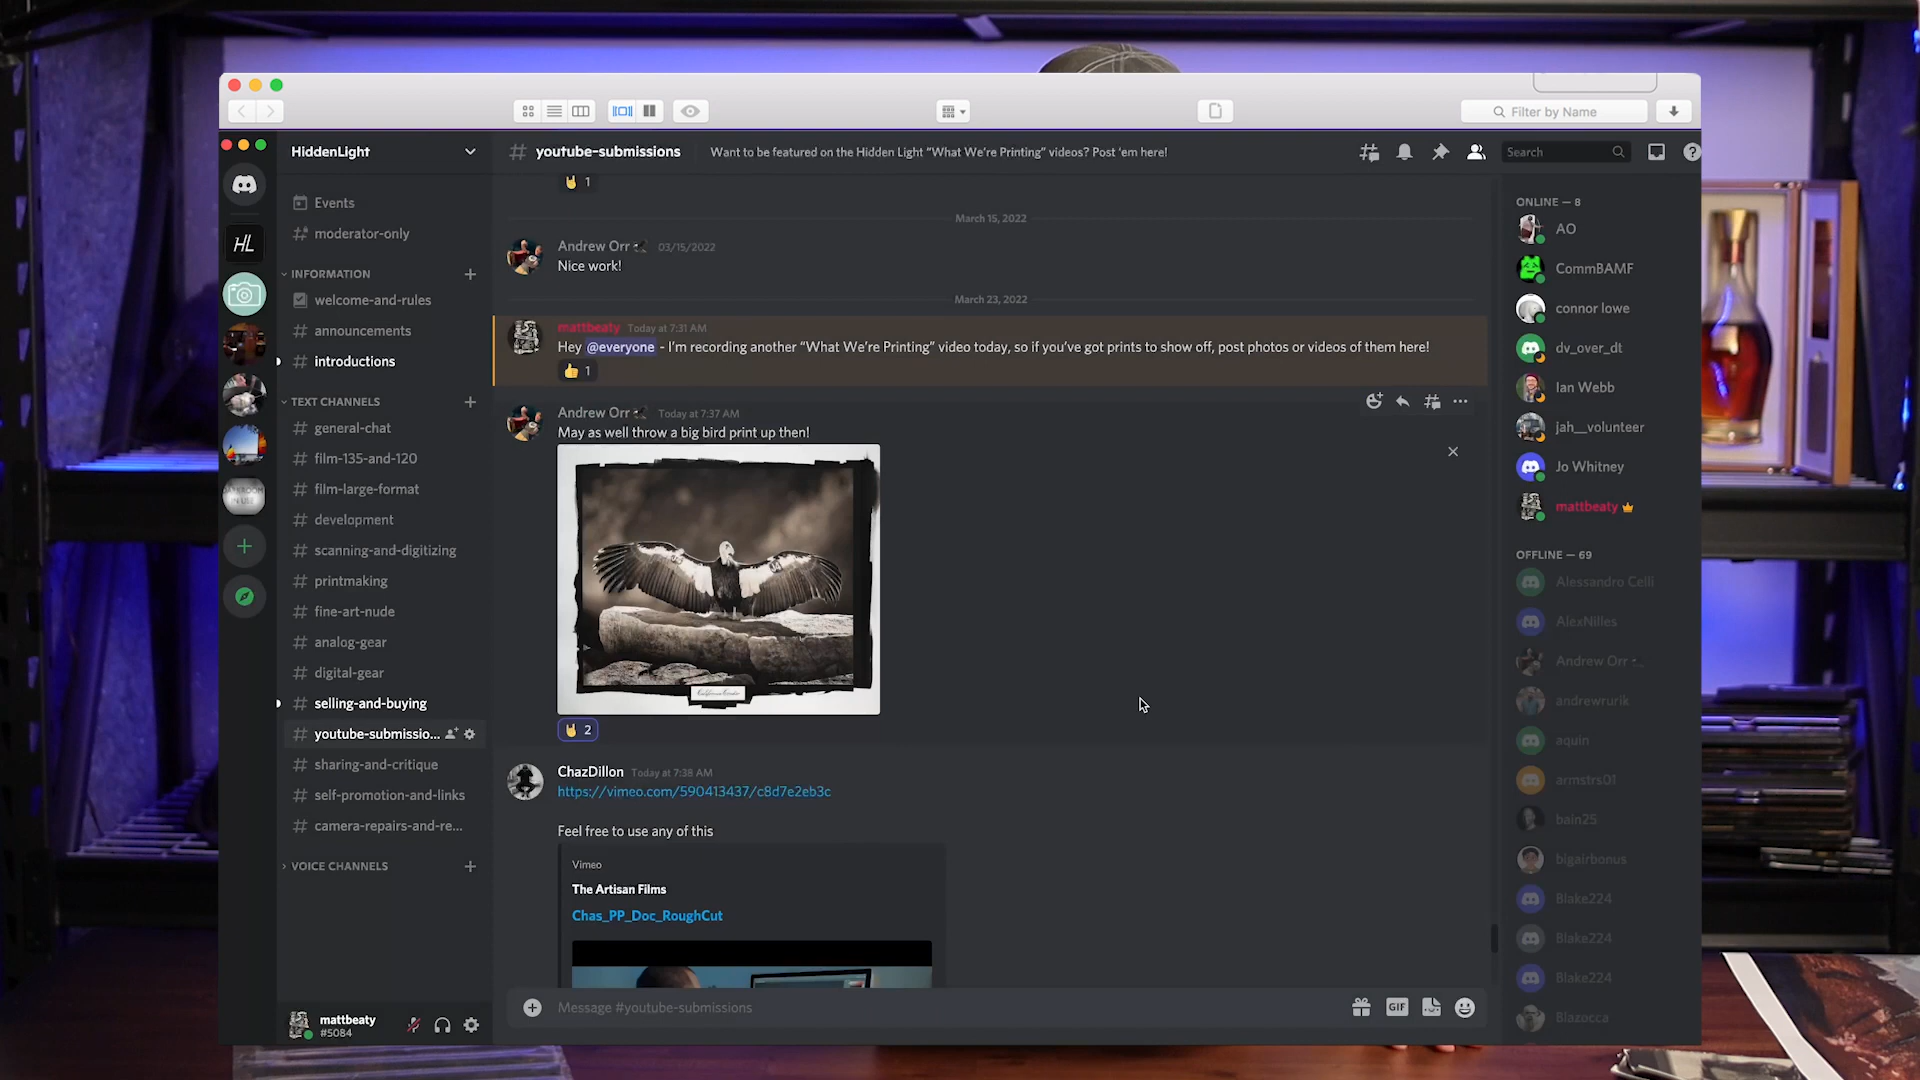 Filter by Name
HiddenLight
youtube-submissions
Want to be featured on the Hidden Light “What We’re Printing” videos? Post ‘em here!
Search
HL
DARKROOM
IN USE
Events
moderator-only
INFORMATION
welcome-and-rules
announcements
introductions
TEXT CHANNELS
general-chat
film-135-and-120
film-large-format
development
scanning-and-digitizing
printmaking
fine-art-nude
analog-gear
digital-gear
selling-and-buying
youtube-submissio...
sharing-and-critique
self-promotion-and-links
camera-repairs-and-re...
VOICE CHANNELS
mattbeaty
#5084
1
March 15, 2022
Andrew Orr 03/15/2022
Nice work!
March 23, 2022
mattbeaty Today at 7:31 AM
Hey @everyone - I’m recording another “What We’re Printing” video today, so if you’ve got prints to show off, post photos or videos of them here!
1
Andrew Orr Today at 7:37 AM
May as well throw a big bird print up then!
California Condor
2
ChazDillon Today at 7:38 AM
https://vimeo.com/590413437/c8d7e2eb3c
Feel free to use any of this
Vimeo
The Artisan Films
Chas_PP_Doc_RoughCut
Message #youtube-submissions
GIF
ONLINE — 8
AO
CommBAMF
connor lowe
dv_over_dt
Ian Webb
jah__volunteer
Jo Whitney
mattbeaty
OFFLINE — 69
Alessandro Celli
AlexNilles
Andrew Orr
andrewrurik
aquin
armstrs01
bain25
bigairbonus
Blake224
Blake224
Blake224
Blazocca